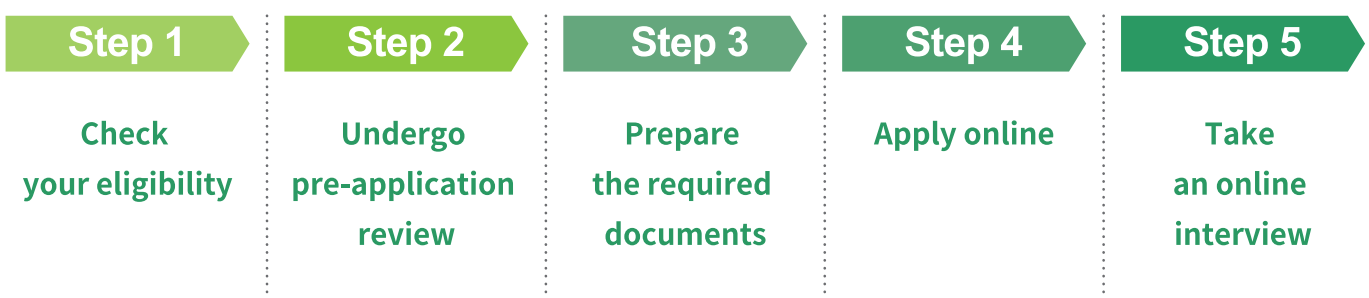 Step 1
Check
your eligibility
Step 2
Undergo
pre-application
review
Step 3
Prepare
the required
documents
Step 4
Apply online
Step 5
Take
an online
interview